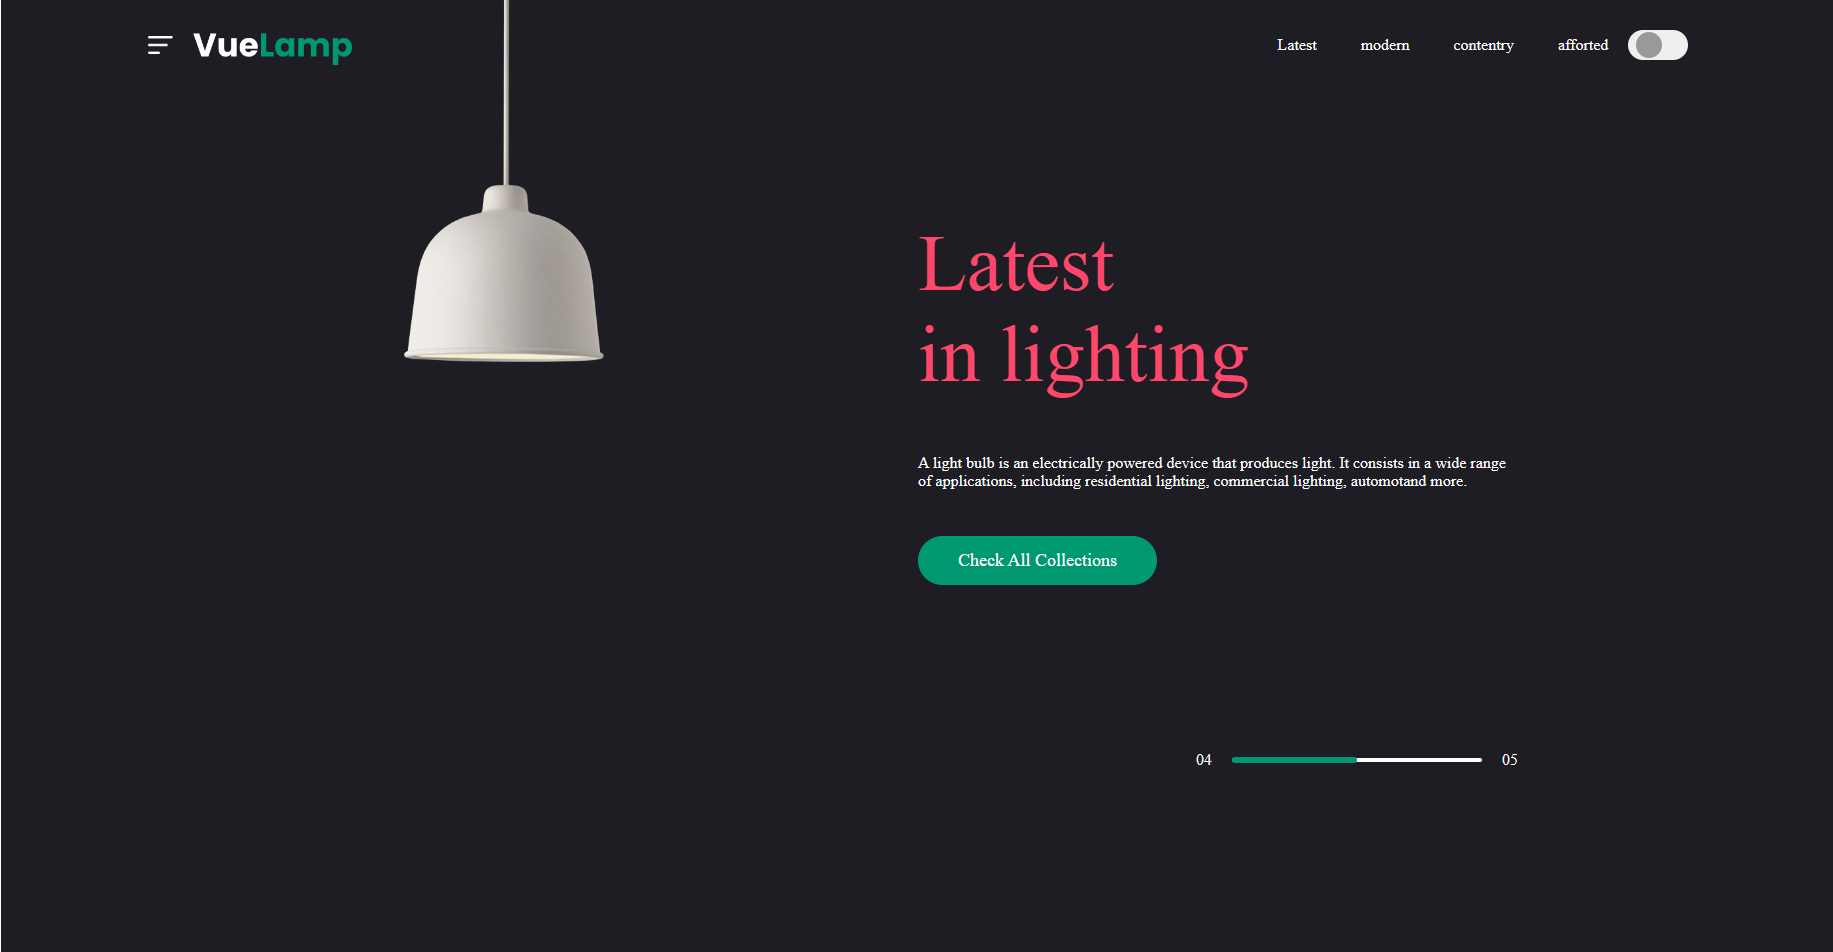 VueLamp
Latest modern contentry afforted
Latest
in lighting
A light bulb is an electrically powered device that produces light. It consists in a wide range
of applications, including residential lighting, commercial lighting, automotand more.
Check All Collections
04 05